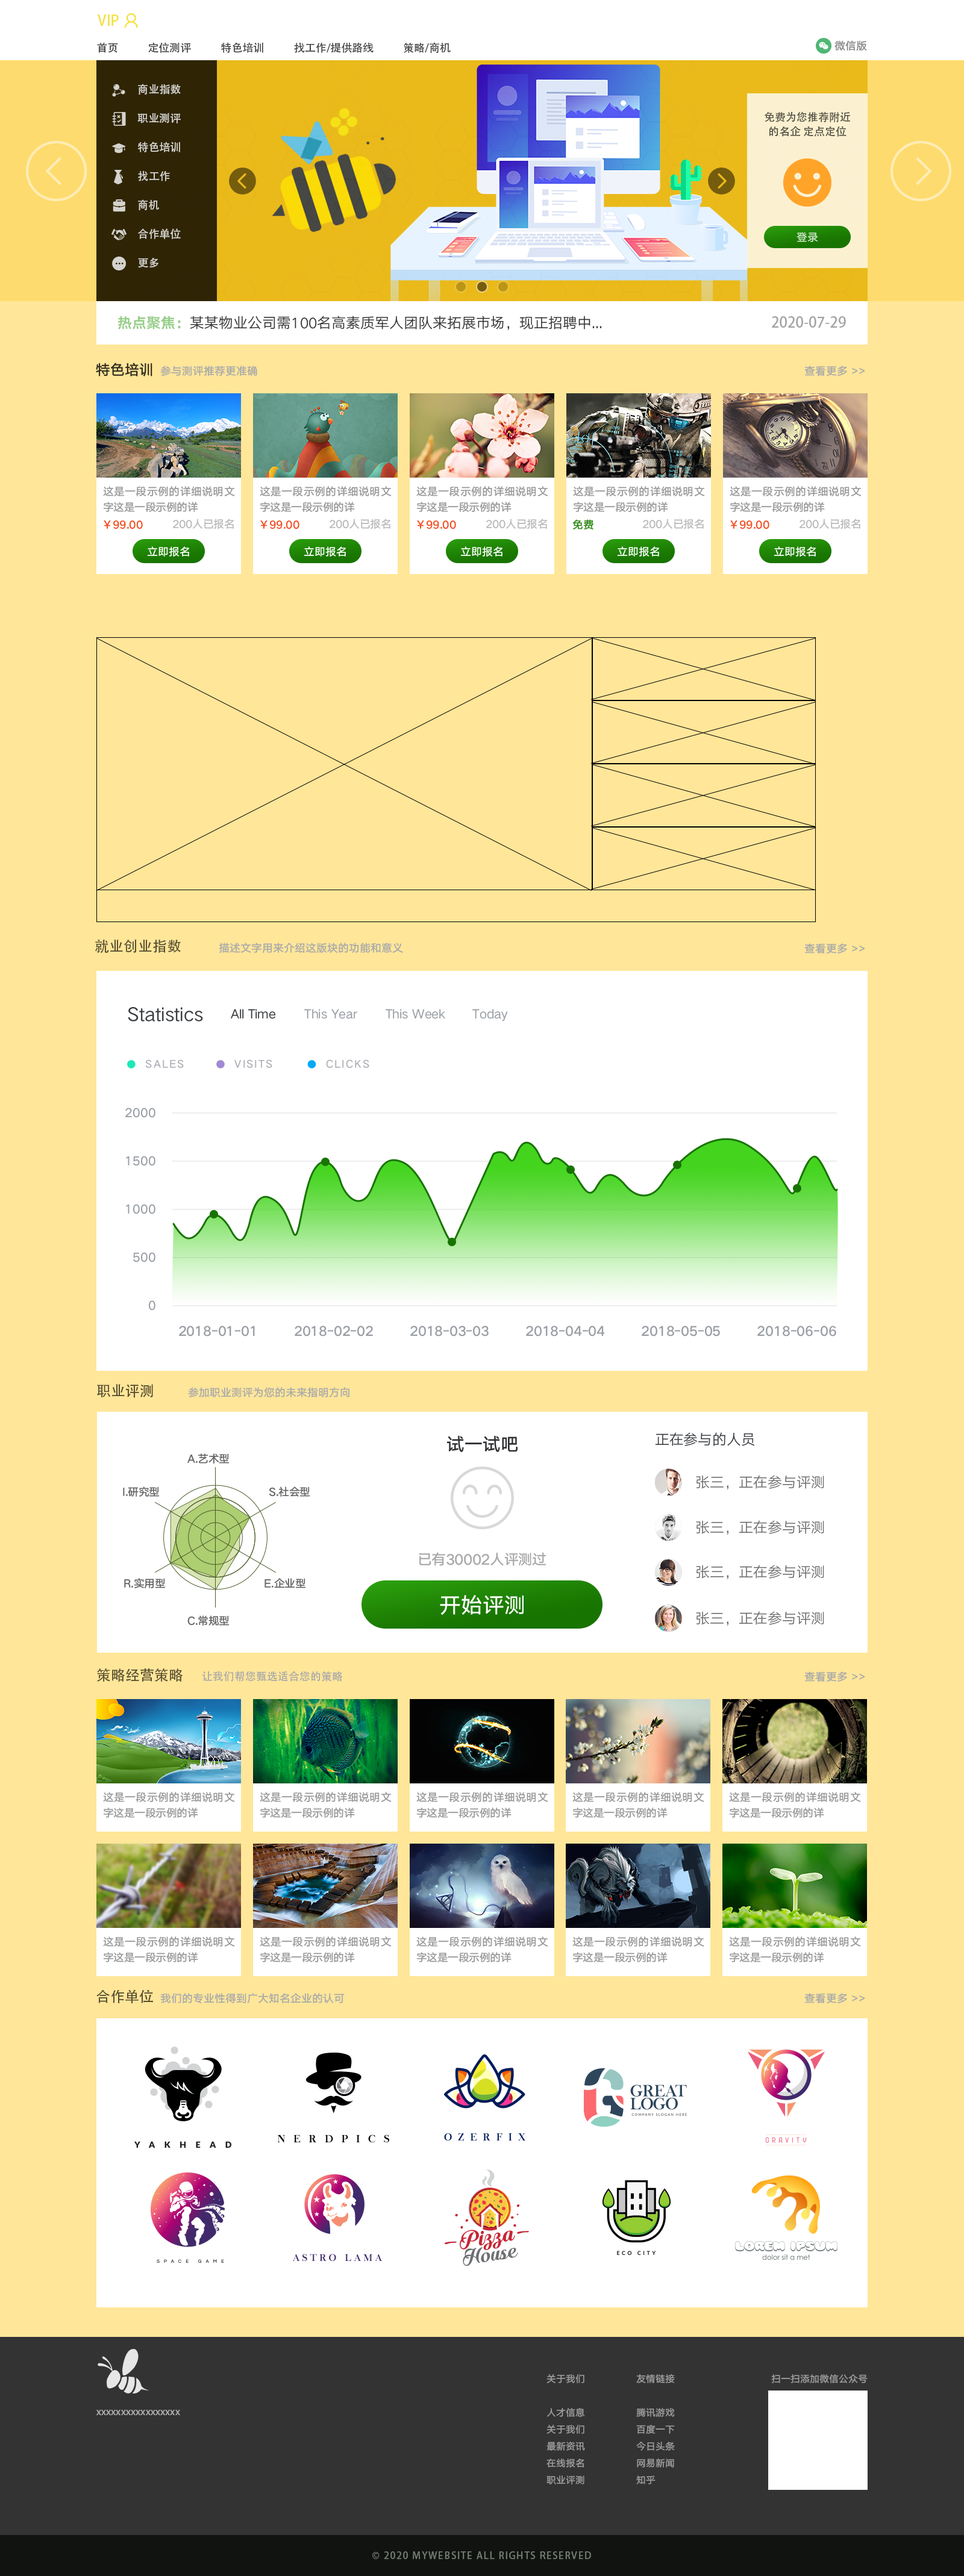 VIP
首页 定位测评 特色培训 找工作/提供路线 策略/商机 微信版
商业指数
职业测评
特色培训
找工作
商机
合作单位
更多
免费为您推荐附近
的名企 定点定位
登录
热点聚焦：某某物业公司需100名高素质军人团队来拓展市场，现正招聘中... 2020-07-29
特色培训 参与测评推荐更准确 查看更多 >>
这是一段示例的详细说明文
字这是一段示例的详
￥99.00 200人已报名
立即报名
这是一段示例的详细说明文
字这是一段示例的详
￥99.00 200人已报名
立即报名
这是一段示例的详细说明文
字这是一段示例的详
￥99.00 200人已报名
立即报名
这是一段示例的详细说明文
字这是一段示例的详
免费 200人已报名
立即报名
这是一段示例的详细说明文
字这是一段示例的详
￥99.00 200人已报名
立即报名
就业创业指数 描述文字用来介绍这版块的功能和意义 查看更多 >>
Statistics All Time This Year This Week Today
SALES VISITS CLICKS
2000
1500
1000
500
0
2018-01-01 2018-02-02 2018-03-03 2018-04-04 2018-05-05 2018-06-06
职业评测 参加职业测评为您的未来指明方向
A.艺术型
I.研究型 S.社会型
R.实用型 E.企业型
C.常规型
试一试吧
已有30002人评测过
开始评测
正在参与的人员
张三，正在参与评测
张三，正在参与评测
张三，正在参与评测
张三，正在参与评测
策略经营策略 让我们帮您甄选适合您的策略 查看更多 >>
这是一段示例的详细说明文
字这是一段示例的详
这是一段示例的详细说明文
字这是一段示例的详
这是一段示例的详细说明文
字这是一段示例的详
这是一段示例的详细说明文
字这是一段示例的详
这是一段示例的详细说明文
字这是一段示例的详
这是一段示例的详细说明文
字这是一段示例的详
这是一段示例的详细说明文
字这是一段示例的详
这是一段示例的详细说明文
字这是一段示例的详
这是一段示例的详细说明文
字这是一段示例的详
这是一段示例的详细说明文
字这是一段示例的详
合作单位 我们的专业性得到广大知名企业的认可 查看更多 >>
YAKHEAD
NERDPICS
OZERFIX
GREAT
LOGO
COMPANY SLOGAN HERE
GRAVITY
SPACE GAME
ASTRO LAMA
Pizza
House
ECO CITY
LOREM IPSUM
dolor sit a met
xxxxxxxxxxxxxxxxx
关于我们
人才信息
关于我们
最新资讯
在线报名
职业评测
友情链接
腾讯游戏
百度一下
今日头条
网易新闻
知乎
扫一扫添加微信公众号
© 2020 MYWEBSITE ALL RIGHTS RESERVED